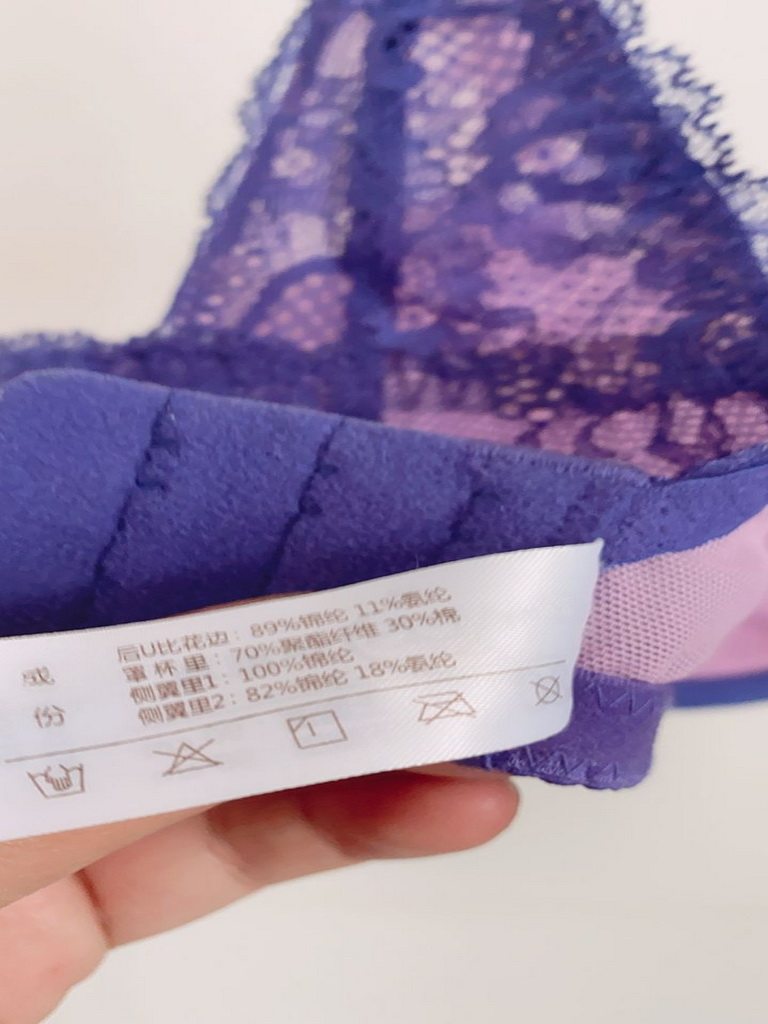 成份
后U比花边：89%锦纶 11%氨纶
罩杯里：70%聚酯纤维 30%棉
侧翼里1：100%锦纶
侧翼里2：82%锦纶 18%氨纶